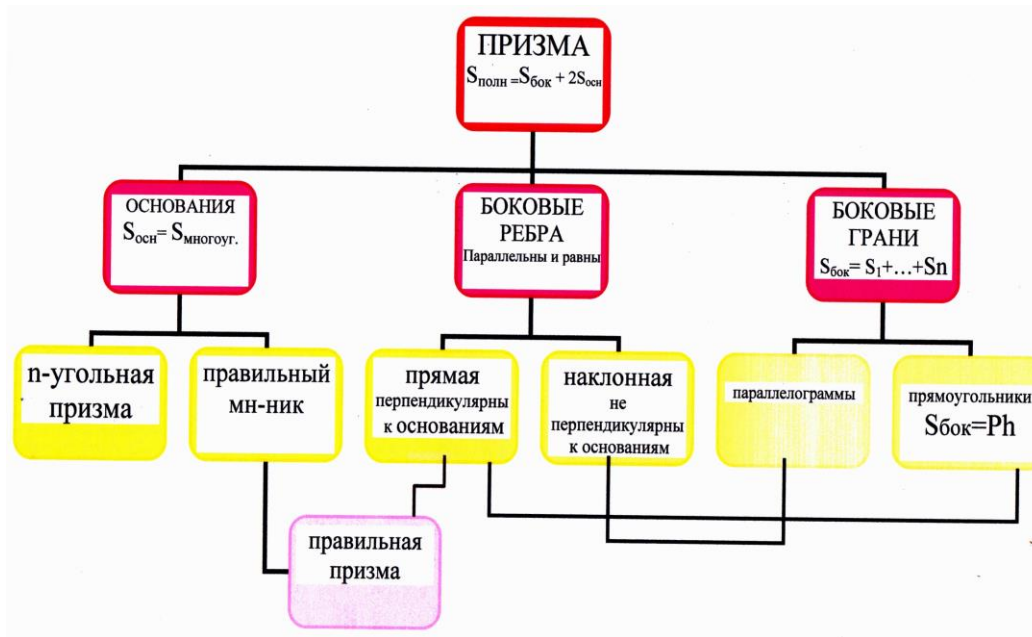 ПРИЗМА
Sполн =Sбок + 2Sосн
ОСНОВАНИЯ
Sосн= Sмногоуг.
БОКОВЫЕ
РЕБРА
Параллельны и равны
БОКОВЫЕ
ГРАНИ
Sбок= S1+…+Sn
n-угольная
призма
правильный
мн-ник
прямая
перпендикулярны
к основаниям
наклонная
не
перпендикулярны
к основаниям
параллелограммы
прямоугольники
Sбок=Ph
правильная
призма